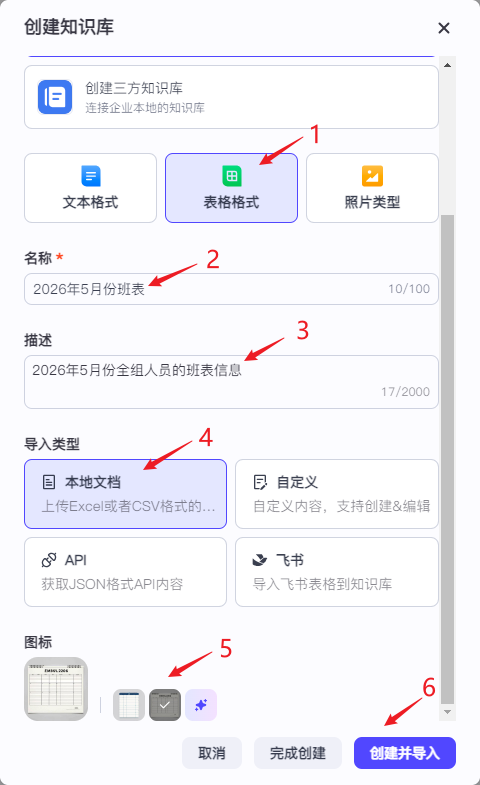 创建知识库
创建三方知识库
连接企业本地的知识库
1
文本格式
表格格式
照片类型
名称 *
2
2026年5月份班表
10/100
描述
3
2026年5月份全组人员的班表信息
17/2000
导入类型
4
本地文档
上传Excel或者CSV格式的...
自定义
自定义内容，支持创建&编辑
API
获取JSON格式API内容
飞书
导入飞书表格到知识库
图标
5
6
取消
完成创建
创建并导入